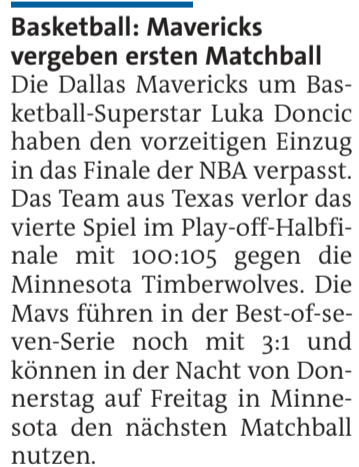 Basketball: Mavericks
vergeben ersten Matchball
Die Dallas Mavericks um Bas-
ketball-Superstar Luka Doncic
haben den vorzeitigen Einzug
in das Finale der NBA verpasst.
Das Team aus Texas verlor das
vierte Spiel im Play-off-Halbfi-
nale mit 100:105 gegen die
Minnesota Timberwolves. Die
Mavs führen in der Best-of-se-
ven-Serie noch mit 3:1 und
können in der Nacht von Don-
nerstag auf Freitag in Minne-
sota den nächsten Matchball
nutzen.